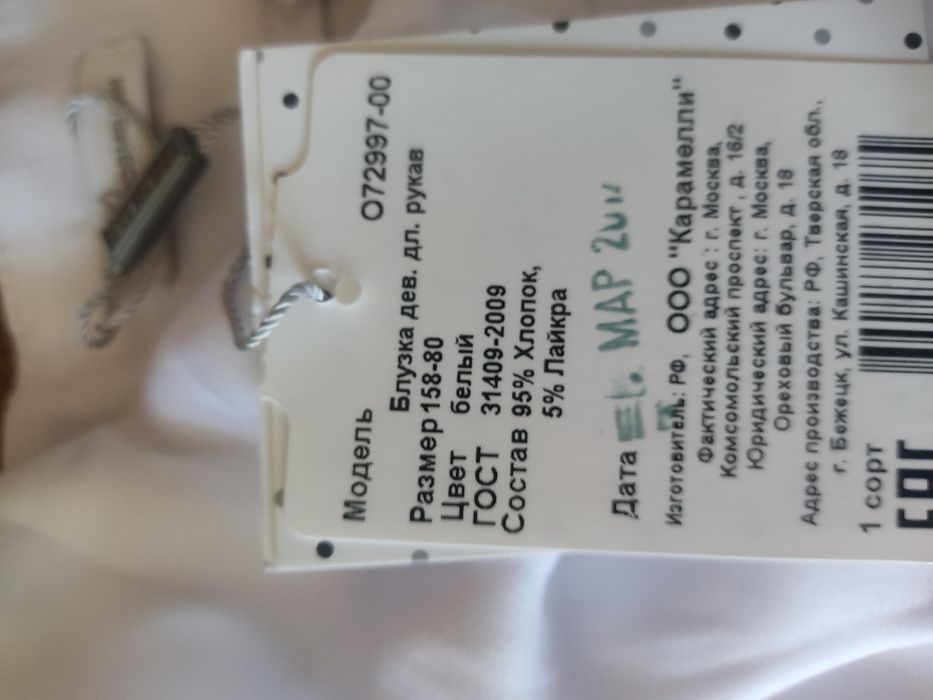 Модель О72997-00
Блузка дев. дл. рукав
Размер 158-80
Цвет белый
ГОСТ 31409-2009
Состав 95% Хлопок,
5% Лайкра
Дата МАР
Изготовитель: РФ, ООО "Карамелли"
Фактический адрес : г. Москва,
Комсомольский проспект, д. 16/2
Юридический адрес: г. Москва,
Ореховый бульвар, д. 18
Адрес производства: РФ, Тверская обл.,
г. Бежецк, ул. Кашинская, д. 18
1 сорт